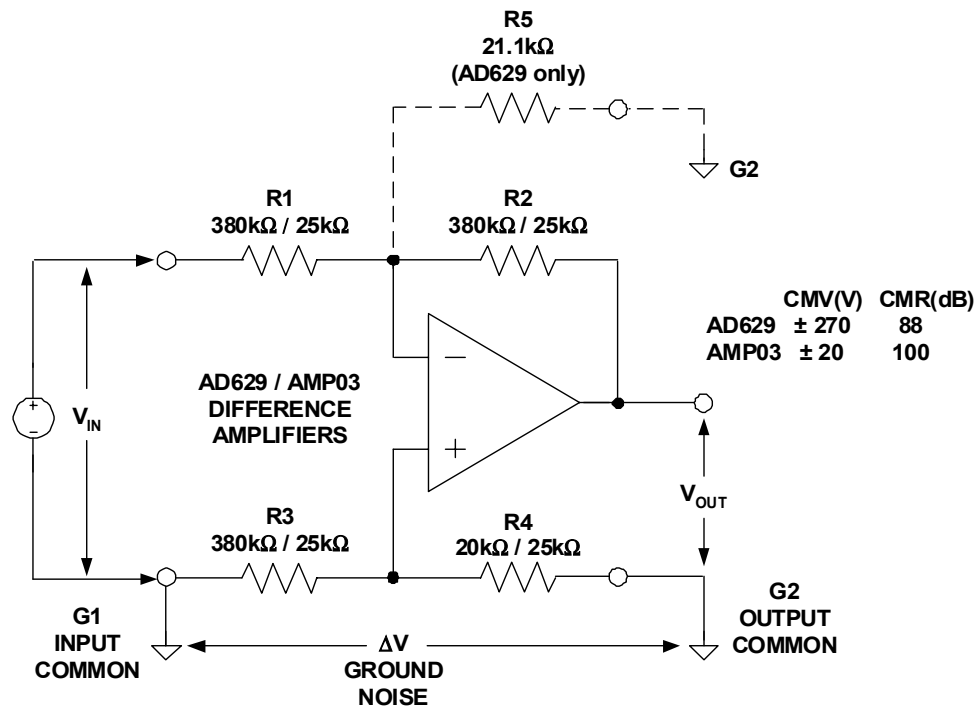 R5
21.1kΩ
(AD629 only)
G2
R1
380kΩ / 25kΩ
R2
380kΩ / 25kΩ
CMV(V) CMR(dB)
AD629 ± 270 88
AMP03 ± 20 100
+
−
V_IN
AD629 / AMP03
DIFFERENCE
AMPLIFIERS
−
+
V_OUT
R3
380kΩ / 25kΩ
R4
20kΩ / 25kΩ
G1
INPUT
COMMON
ΔV
GROUND
NOISE
G2
OUTPUT
COMMON